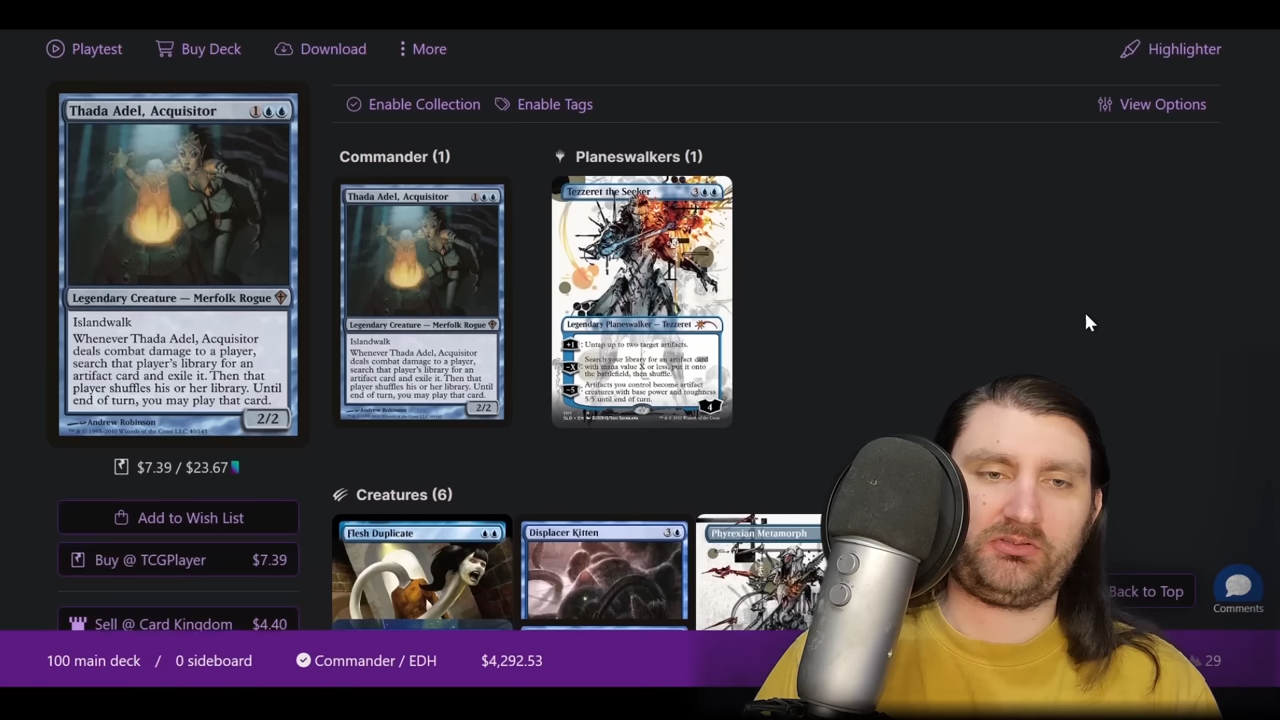 Playtest
Buy Deck
Download
More
Highlighter
Thada Adel, Acquisitor
1
Legendary Creature — Merfolk Rogue
Islandwalk
Whenever Thada Adel, Acquisitor
deals combat damage to a player,
search that player's library for an
artifact card and exile it. Then that
player shuffles his or her library. Until
end of turn, you may play that card.
2/2
Andrew Robinson
$7.39 / $23.67
Add to Wish List
Buy @ TCGPlayer $7.39
Sell @ Card Kingdom $4.40
Enable Collection
Enable Tags
View Options
Commander (1)
Thada Adel, Acquisitor
1
Legendary Creature — Merfolk Rogue
Islandwalk
Whenever Thada Adel, Acquisitor
deals combat damage to a player,
search that player's library for an
artifact card and exile it. Then that
player shuffles his or her library. Until
end of turn, you may play that card.
Andrew Robinson
2/2
Planeswalkers (1)
Tezzeret the Seeker
3
Legendary Planeswalker — Tezzeret
+1: Untap up to two target artifacts.
−X: Search your library for an artifact card
with mana value X or less, put it onto
the battlefield, then shuffle.
−5: Artifacts you control become artifact
creatures with base power and toughness
5/5 until end of turn.
4
Creatures (6)
Flesh Duplicate
Displacer Kitten
3
Phyrexian Metamorph
Back to Top
Comments
100 main deck / 0 sideboard
Commander / EDH
$4,292.53
29